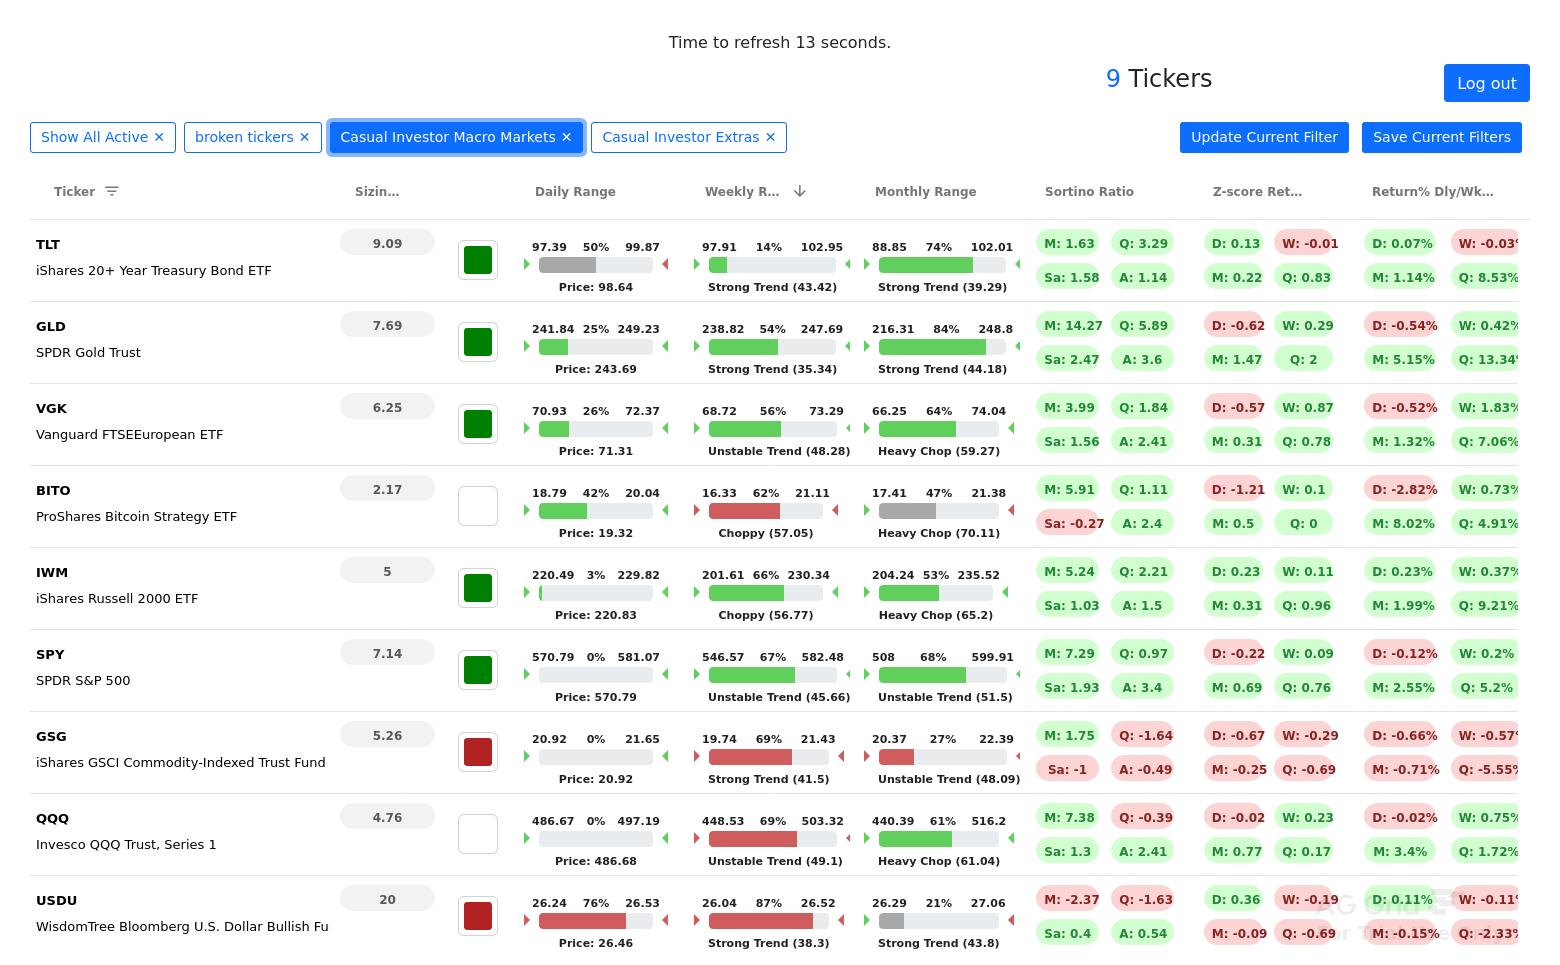 Time to refresh 13 seconds.
9 Tickers
Log out
Show All Active ✕ broken tickers ✕ Casual Investor Macro Markets ✕ Casual Investor Extras ✕ Update Current Filter Save Current Filters
Ticker Sizin... Daily Range Weekly R... Monthly Range Sortino Ratio Z-score Ret... Return% Dly/Wk...
TLT 9.09 97.39 50% 99.87 97.91 14% 102.95 88.85 74% 102.01 M: 1.63 Q: 3.29 D: 0.13 W: -0.01 D: 0.07% W: -0.03%
iShares 20+ Year Treasury Bond ETF Sa: 1.58 A: 1.14 M: 0.22 Q: 0.83 M: 1.14% Q: 8.53%
Price: 98.64 Strong Trend (43.42) Strong Trend (39.29)
GLD 7.69 241.84 25% 249.23 238.82 54% 247.69 216.31 84% 248.8 M: 14.27 Q: 5.89 D: -0.62 W: 0.29 D: -0.54% W: 0.42%
SPDR Gold Trust Sa: 2.47 A: 3.6 M: 1.47 Q: 2 M: 5.15% Q: 13.34%
Price: 243.69 Strong Trend (35.34) Strong Trend (44.18)
VGK 6.25 70.93 26% 72.37 68.72 56% 73.29 66.25 64% 74.04 M: 3.99 Q: 1.84 D: -0.57 W: 0.87 D: -0.52% W: 1.83%
Vanguard FTSEEuropean ETF Sa: 1.56 A: 2.41 M: 0.31 Q: 0.78 M: 1.32% Q: 7.06%
Price: 71.31 Unstable Trend (48.28) Heavy Chop (59.27)
BITO 2.17 18.79 42% 20.04 16.33 62% 21.11 17.41 47% 21.38 M: 5.91 Q: 1.11 D: -1.21 W: 0.1 D: -2.82% W: 0.73%
ProShares Bitcoin Strategy ETF Sa: -0.27 A: 2.4 M: 0.5 Q: 0 M: 8.02% Q: 4.91%
Price: 19.32 Choppy (57.05) Heavy Chop (70.11)
IWM 5 220.49 3% 229.82 201.61 66% 230.34 204.24 53% 235.52 M: 5.24 Q: 2.21 D: 0.23 W: 0.11 D: 0.23% W: 0.37%
iShares Russell 2000 ETF Sa: 1.03 A: 1.5 M: 0.31 Q: 0.96 M: 1.99% Q: 9.21%
Price: 220.83 Choppy (56.77) Heavy Chop (65.2)
SPY 7.14 570.79 0% 581.07 546.57 67% 582.48 508 68% 599.91 M: 7.29 Q: 0.97 D: -0.22 W: 0.09 D: -0.12% W: 0.2%
SPDR S&P 500 Sa: 1.93 A: 3.4 M: 0.69 Q: 0.76 M: 2.55% Q: 5.2%
Price: 570.79 Unstable Trend (45.66) Unstable Trend (51.5)
GSG 5.26 20.92 0% 21.65 19.74 69% 21.43 20.37 27% 22.39 M: 1.75 Q: -1.64 D: -0.67 W: -0.29 D: -0.66% W: -0.57%
iShares GSCI Commodity-Indexed Trust Fund Sa: -1 A: -0.49 M: -0.25 Q: -0.69 M: -0.71% Q: -5.55%
Price: 20.92 Strong Trend (41.5) Unstable Trend (48.09)
QQQ 4.76 486.67 0% 497.19 448.53 69% 503.32 440.39 61% 516.2 M: 7.38 Q: -0.39 D: -0.02 W: 0.23 D: -0.02% W: 0.75%
Invesco QQQ Trust, Series 1 Sa: 1.3 A: 2.41 M: 0.77 Q: 0.17 M: 3.4% Q: 1.72%
Price: 486.68 Unstable Trend (49.1) Heavy Chop (61.04)
USDU 20 26.24 76% 26.53 26.04 87% 26.52 26.29 21% 27.06 M: -2.37 Q: -1.63 D: 0.36 W: -0.19 D: 0.11% W: -0.11%
WisdomTree Bloomberg U.S. Dollar Bullish Fu Sa: 0.4 A: 0.54 M: -0.09 Q: -0.69 M: -0.15% Q: -2.33%
Price: 26.46 Strong Trend (38.3) Strong Trend (43.8)
AG Grid